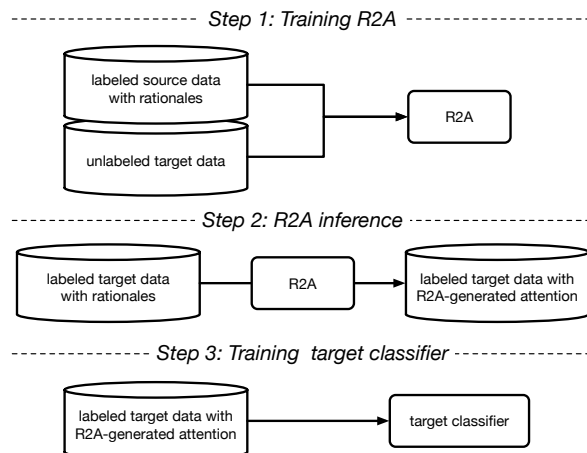 Step 1: Training R2A
labeled source data
with rationales
R2A
unlabeled target data
Step 2: R2A inference
labeled target data
with rationales
R2A
labeled target data with
R2A-generated attention
Step 3: Training target classifier
labeled target data with
R2A-generated attention
target classifier